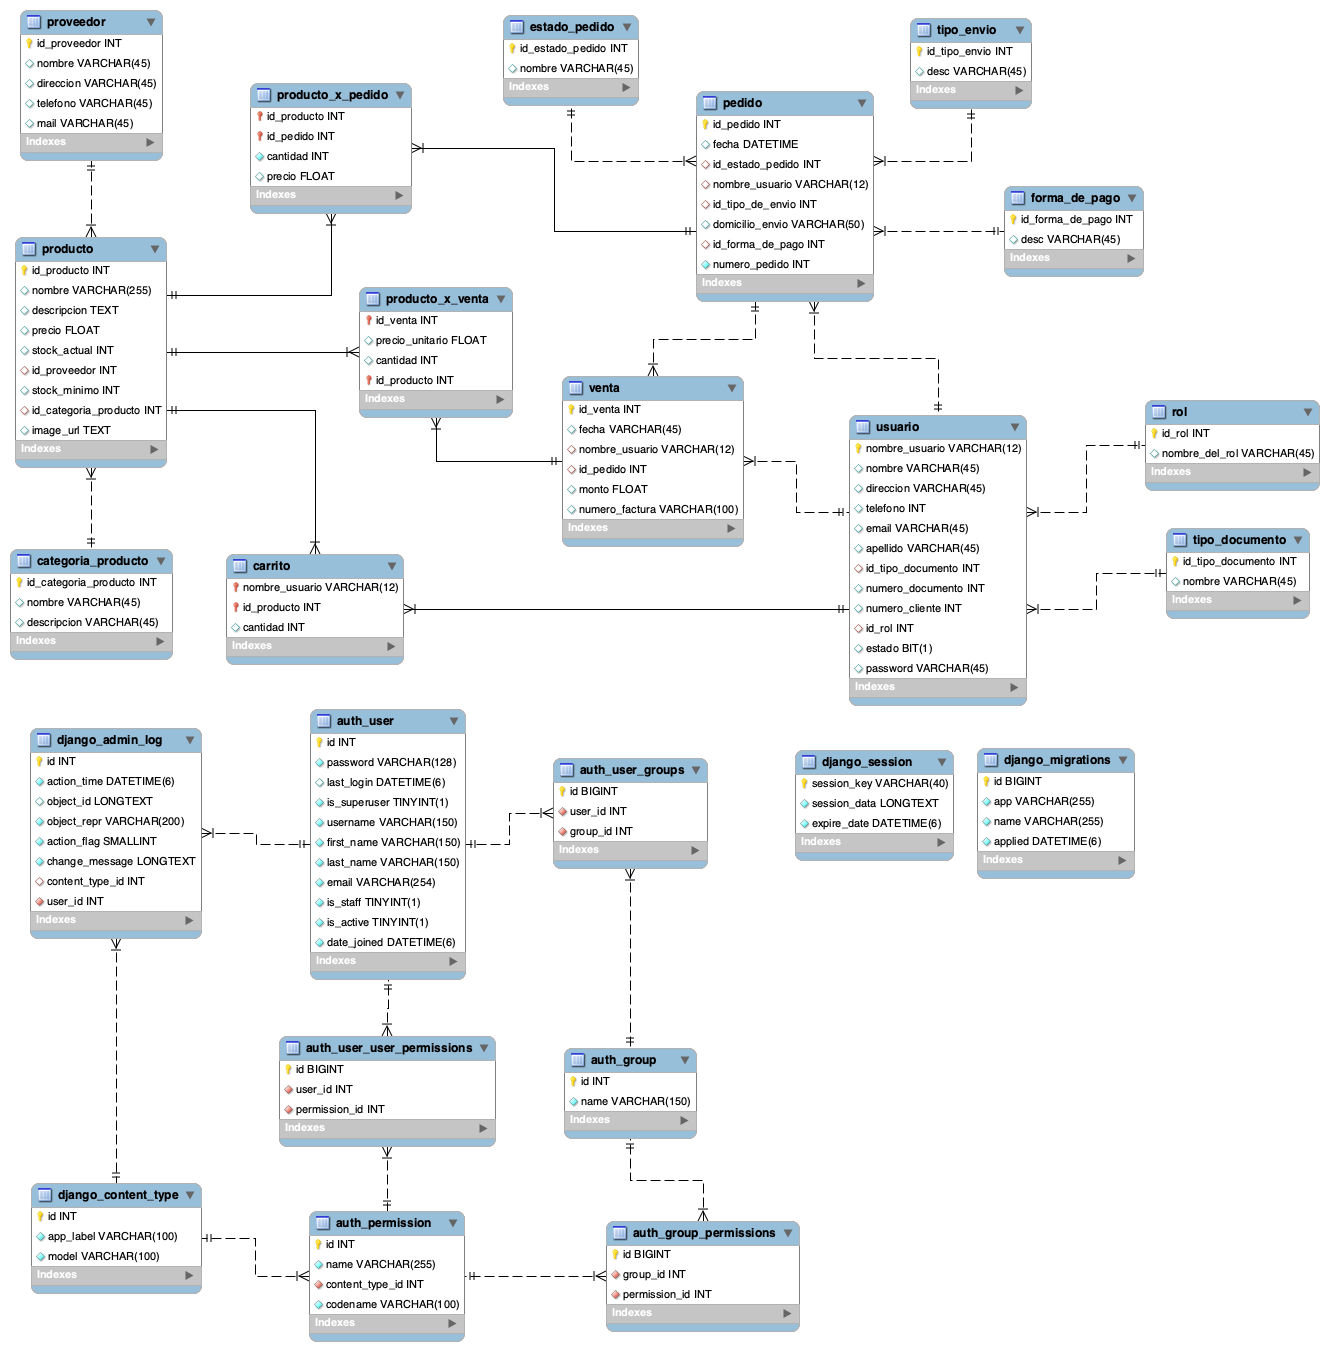 proveedor
id_proveedor INT
nombre VARCHAR(45)
direccion VARCHAR(45)
telefono VARCHAR(45)
mail VARCHAR(45)
Indexes
estado_pedido
id_estado_pedido INT
nombre VARCHAR(45)
Indexes
tipo_envio
id_tipo_envio INT
desc VARCHAR(45)
Indexes
producto_x_pedido
id_producto INT
id_pedido INT
cantidad INT
precio FLOAT
Indexes
pedido
id_pedido INT
fecha DATETIME
id_estado_pedido INT
nombre_usuario VARCHAR(12)
id_tipo_de_envio INT
domicilio_envio VARCHAR(50)
id_forma_de_pago INT
numero_pedido INT
Indexes
forma_de_pago
id_forma_de_pago INT
desc VARCHAR(45)
Indexes
producto
id_producto INT
nombre VARCHAR(255)
descripcion TEXT
precio FLOAT
stock_actual INT
id_proveedor INT
stock_minimo INT
id_categoria_producto INT
image_url TEXT
Indexes
producto_x_venta
id_venta INT
precio_unitario FLOAT
cantidad INT
id_producto INT
Indexes
venta
id_venta INT
fecha VARCHAR(45)
nombre_usuario VARCHAR(12)
id_pedido INT
monto FLOAT
numero_factura VARCHAR(100)
Indexes
usuario
nombre_usuario VARCHAR(12)
nombre VARCHAR(45)
direccion VARCHAR(45)
telefono INT
email VARCHAR(45)
apellido VARCHAR(45)
id_tipo_documento INT
numero_documento INT
numero_cliente INT
id_rol INT
estado BIT(1)
password VARCHAR(45)
Indexes
rol
id_rol INT
nombre_del_rol VARCHAR(45)
Indexes
tipo_documento
id_tipo_documento INT
nombre VARCHAR(45)
Indexes
categoria_producto
id_categoria_producto INT
nombre VARCHAR(45)
descripcion VARCHAR(45)
Indexes
carrito
nombre_usuario VARCHAR(12)
id_producto INT
cantidad INT
Indexes
django_admin_log
id INT
action_time DATETIME(6)
object_id LONGTEXT
object_repr VARCHAR(200)
action_flag SMALLINT
change_message LONGTEXT
content_type_id INT
user_id INT
Indexes
auth_user
id INT
password VARCHAR(128)
last_login DATETIME(6)
is_superuser TINYINT(1)
username VARCHAR(150)
first_name VARCHAR(150)
last_name VARCHAR(150)
email VARCHAR(254)
is_staff TINYINT(1)
is_active TINYINT(1)
date_joined DATETIME(6)
Indexes
auth_user_groups
id BIGINT
user_id INT
group_id INT
Indexes
django_session
session_key VARCHAR(40)
session_data LONGTEXT
expire_date DATETIME(6)
Indexes
django_migrations
id BIGINT
app VARCHAR(255)
name VARCHAR(255)
applied DATETIME(6)
Indexes
auth_user_user_permissions
id BIGINT
user_id INT
permission_id INT
Indexes
auth_group
id INT
name VARCHAR(150)
Indexes
django_content_type
id INT
app_label VARCHAR(100)
model VARCHAR(100)
Indexes
auth_permission
id INT
name VARCHAR(255)
content_type_id INT
codename VARCHAR(100)
Indexes
auth_group_permissions
id BIGINT
group_id INT
permission_id INT
Indexes